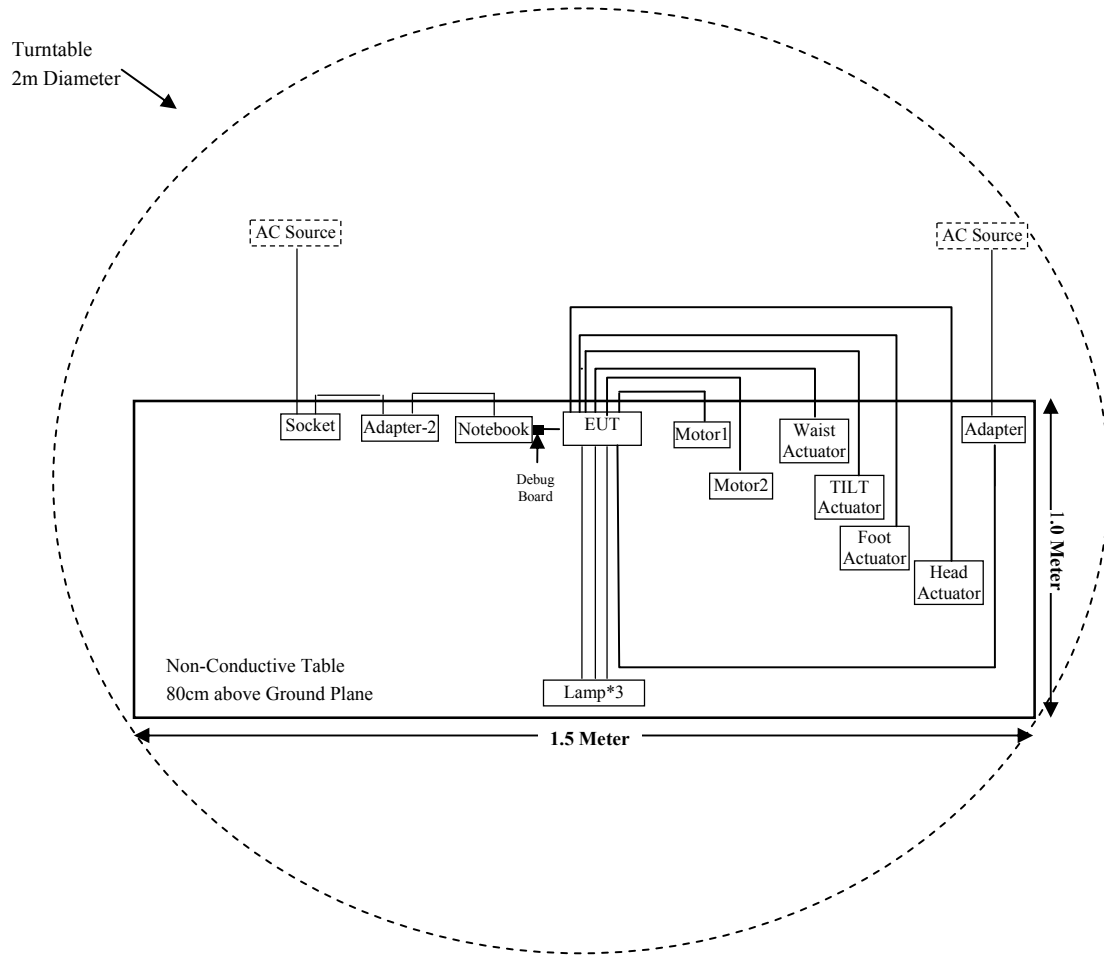 Turntable
2m Diameter
AC Source
AC Source
Socket
Adapter-2
Notebook
EUT
Motor1
Waist
Actuator
Adapter
Debug
Board
Motor2
TILT
Actuator
Foot
Actuator
Head
Actuator
1.0 Meter
Non-Conductive Table
80cm above Ground Plane
Lamp*3
1.5 Meter